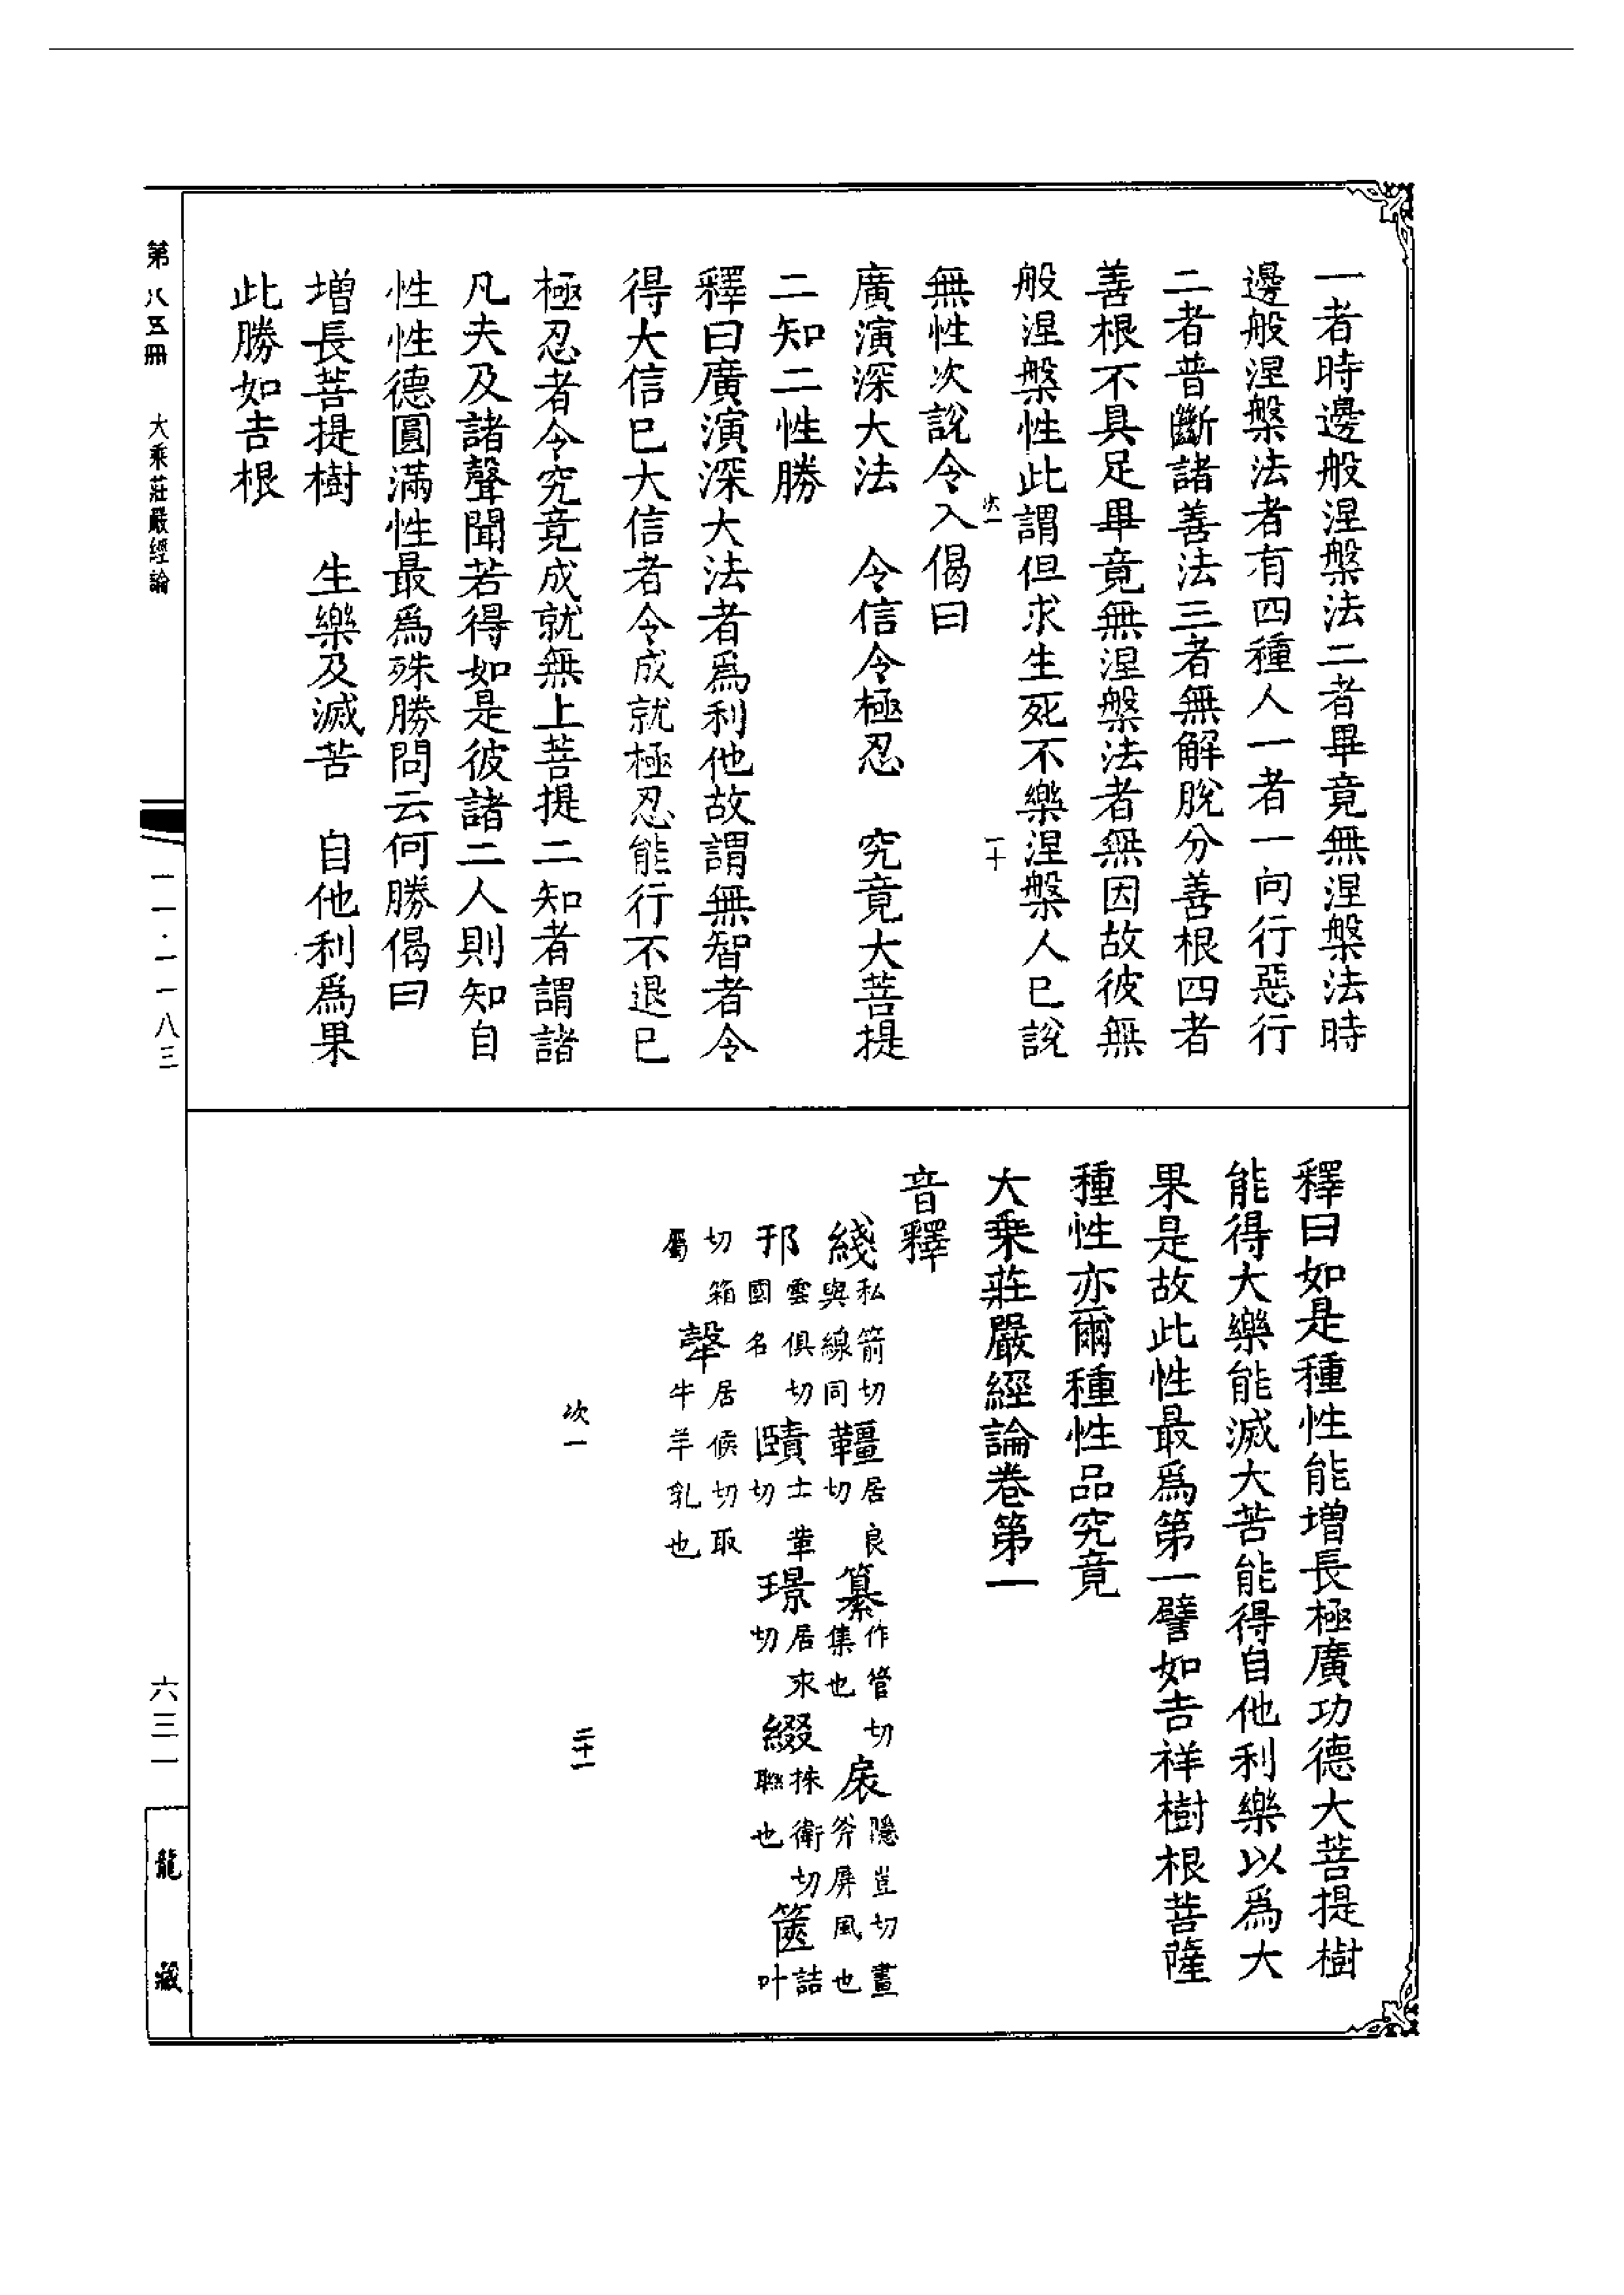 一者時邊般涅槃法二者畢竟無涅槃法時
邊般涅槃法者有四種人一者一向行惡行
二者普斷諸善法三者無解脫分善根四者
善根不具足畢竟無涅槃法者無因故彼無
般涅槃性此謂但求生死不樂涅槃人已說
次一
一十
無性次說令入偈曰
廣演深大法　令信令極忍　究竟大菩提
二知二性勝
釋曰廣演深大法者爲利他故謂無智者令
得大信已大信者令成就極忍能行不退已
極忍者令究竟成就無上菩提二知者謂諸
凡夫及諸聲聞若得如是彼諸二人則知自
性性德圓滿性最爲殊勝問云何勝偈曰
增長菩提樹　生樂及滅苦　自他利爲果
此勝如吉根
釋曰如是種性能增長極廣功德大菩提樹
能得大樂能滅大苦能得自他利樂以爲大
果是故此性最爲第一譬如吉祥樹根菩薩
種性亦爾種性品究竟
大乘莊嚴經論卷第一
音釋
綫私箭切與線同韁居良切纂作管切集也扆隱豈切畫斧屏風也
邘雲俱切國名賾士革切璟居永切綴株衛切聯也篋詰叶
切箱屬㝅居候切取牛羊乳也
次一
二十一
第八五冊　大乘莊嚴經論
一一·一一八三
六三一
龍藏